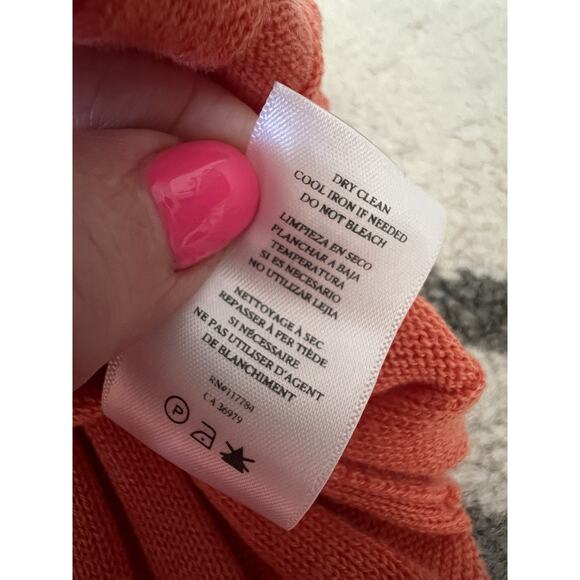 DRY CLEAN
COOL IRON IF NEEDED
DO NOT BLEACH
LIMPIEZA EN SECO
PLANCHAR A BAJA
TEMPERATURA
SI ES NECESARIO
NO UTILIZAR LEJIA
NETTOYAGE À SEC
REPASSER À FER TIÈDE
SI NÉCESSAIRE
NE PAS UTILISER D'AGENT
DE BLANCHIMENT
RN#117784
CA 36979
P